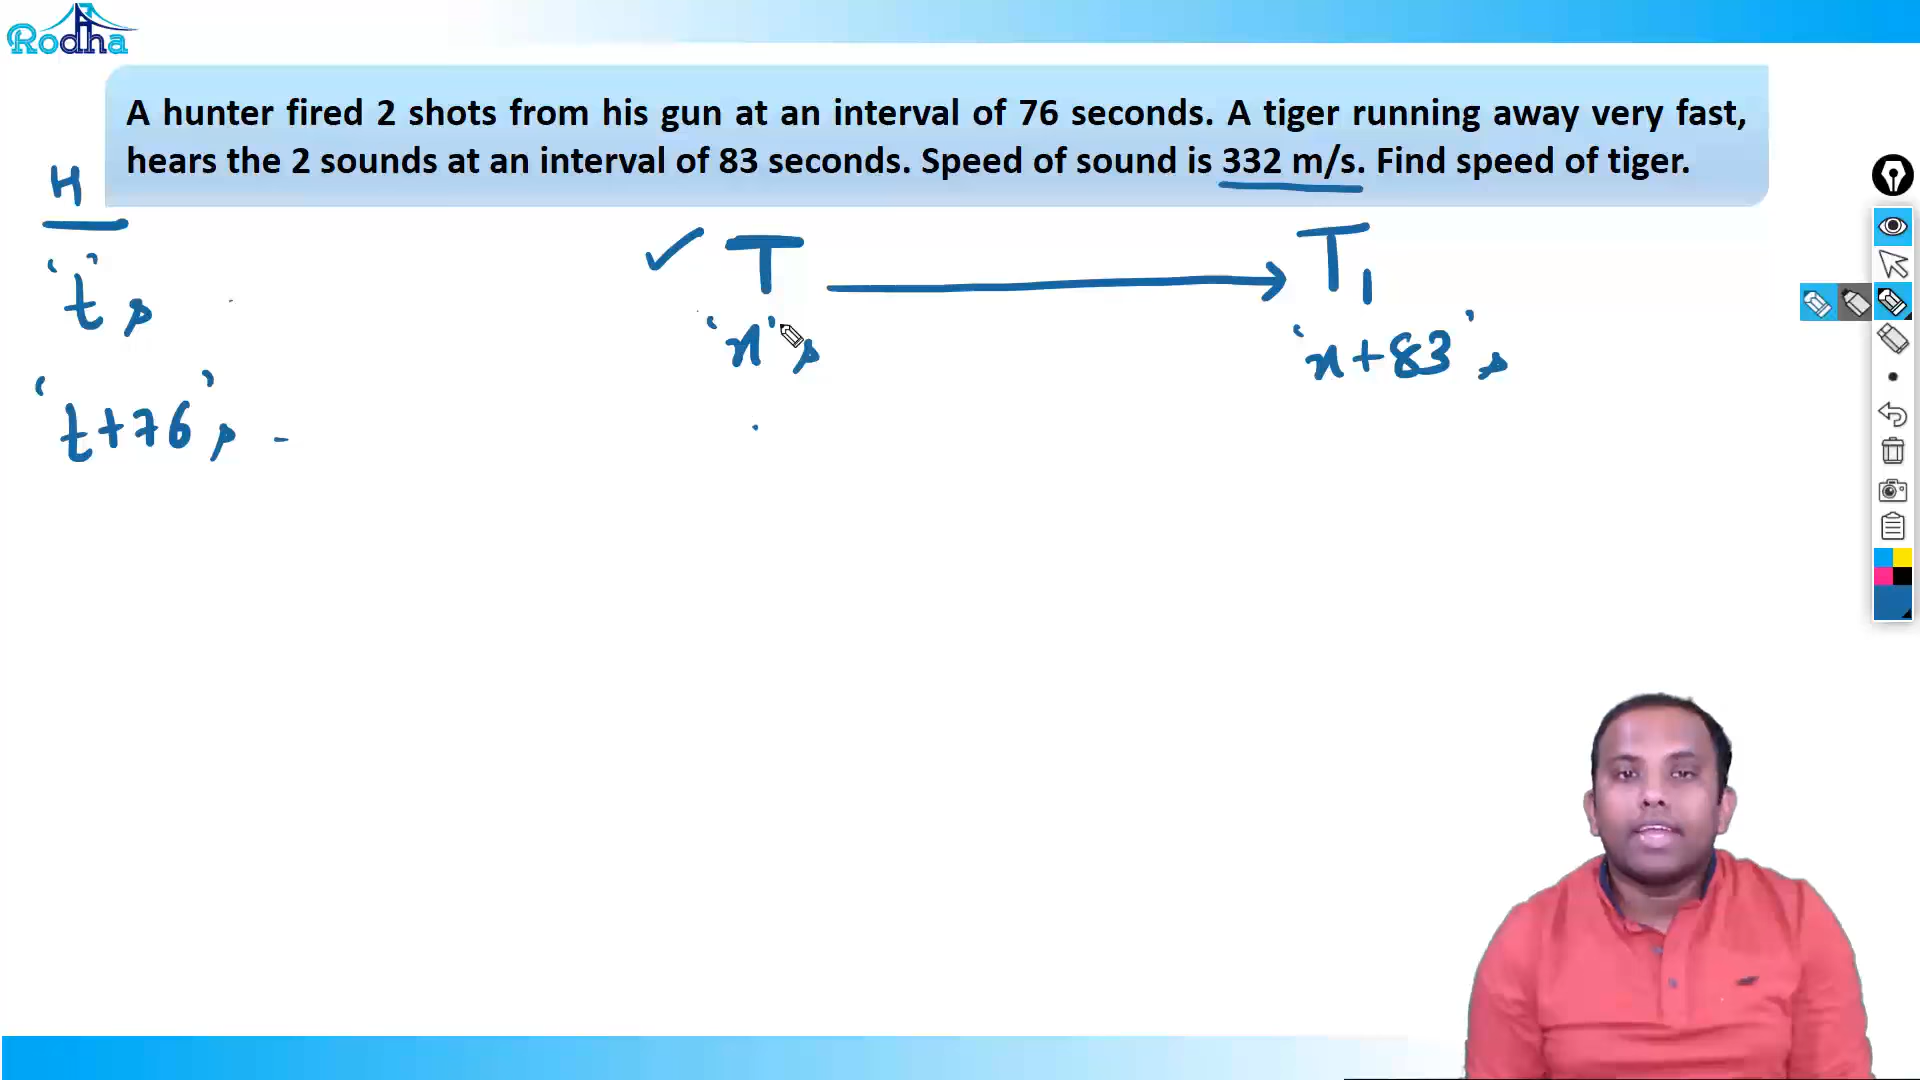 Rodha
A hunter fired 2 shots from his gun at an interval of 76 seconds. A tiger running away very fast,
hears the 2 sounds at an interval of 83 seconds. Speed of sound is 332 m/s. Find speed of tiger.
H
T
T1
't' s
'x' s
'x+83' s
't+76' s